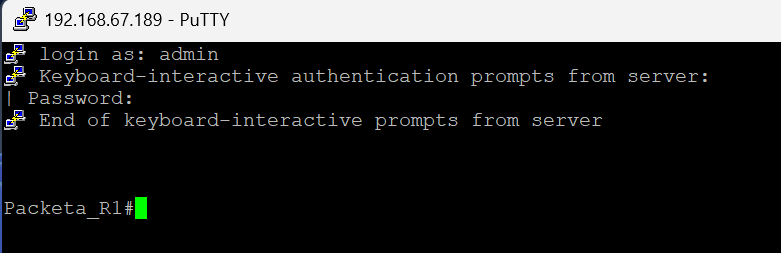 192.168.67.189 - PuTTY
login as: admin
Keyboard-interactive authentication prompts from server:
| Password:
End of keyboard-interactive prompts from server
Packeta_R1#